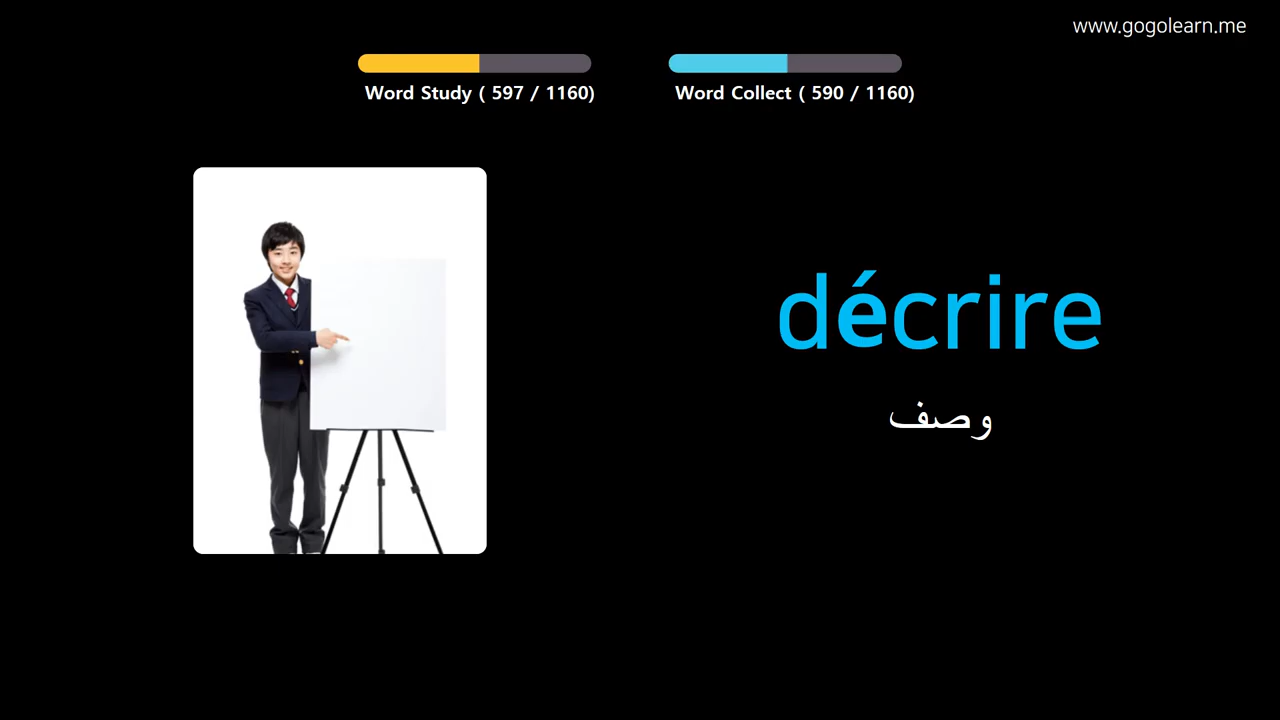 www.gogolearn.me
Word Study ( 597 / 1160)
Word Collect ( 590 / 1160)
décrire
وصف